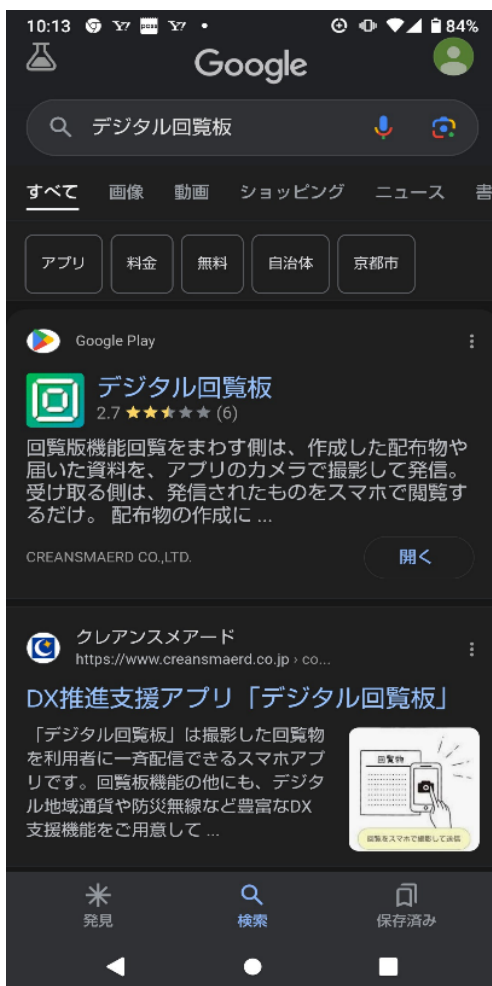 10:13
84%
Google
デジタル回覧板
すべて 画像 動画 ショッピング ニュース 書
アプリ 料金 無料 自治体 京都市
Google Play
デジタル回覧板
2.7 ★★★★★ (6)
回覧版機能回覧をまわす側は、作成した配布物や
届いた資料を、アプリのカメラで撮影して発信。
受け取る側は、発信されたものをスマホで閲覧す
るだけ。 配布物の作成に ...
CREANSMAERD CO.,LTD.
開く
クレアンスメアード
https://www.creansmaerd.co.jp › co...
DX推進支援アプリ「デジタル回覧板」
「デジタル回覧板」は撮影した回覧物
を利用者に一斉配信できるスマホアプ
リです。回覧板機能の他にも、デジタ
ル地域通貨や防災無線など豊富なDX
支援機能をご用意して ...
回覧物
回覧をスマホで撮影して送信
発見 検索 保存済み